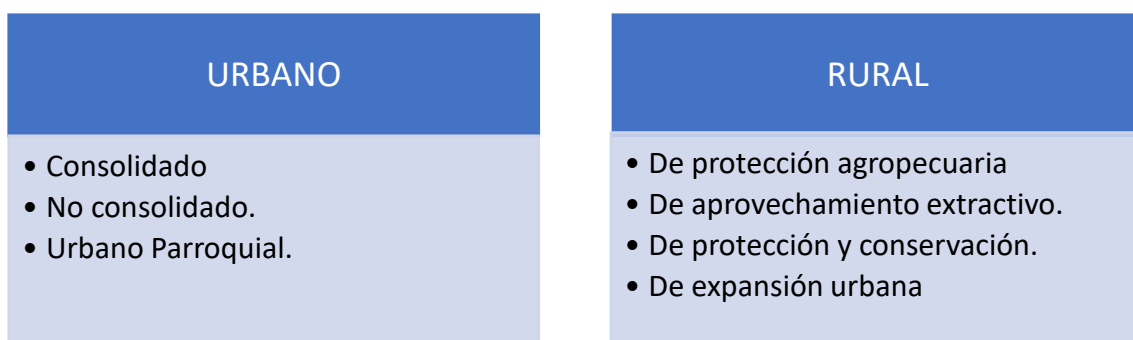 URBANO
• Consolidado
• No consolidado.
• Urbano Parroquial.
RURAL
• De protección agropecuaria
• De aprovechamiento extractivo.
• De protección y conservación.
• De expansión urbana